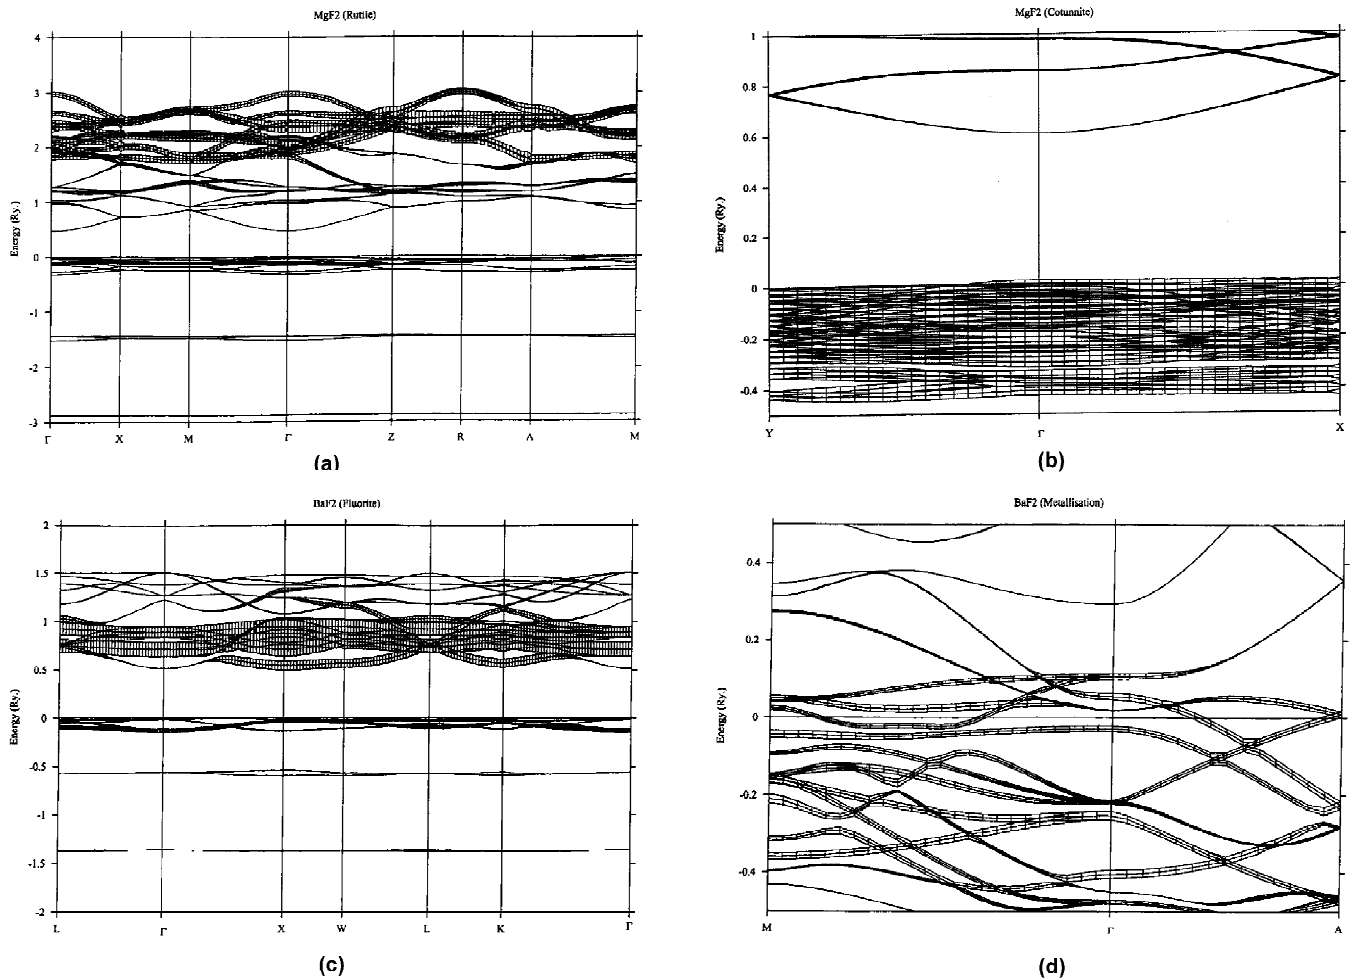 MgF2 (Rutile)
4
3
2
1
0
-1
-2
-3
Energy (Ry.)
Γ X M Γ Z R A M
(a)
MgF2 (Cotunnite)
1
0.8
0.6
0.4
0.2
0
-0.2
-0.4
Energy (Ry.)
Y Γ X
(b)
BaF2 (Fluorite)
2
1.5
1
0.5
0
-0.5
-1
-1.5
-2
Energy (Ry.)
L Γ X W L K Γ
(c)
BaF2 (Metallisation)
0.4
0.2
0
-0.2
-0.4
Energy (Ry.)
M Γ A
(d)